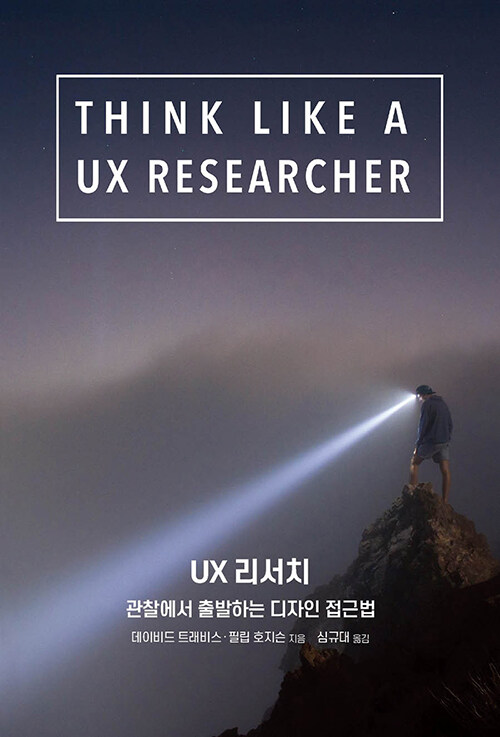 THINK LIKE A
UX RESEARCHER
UX 리서치
관찰에서 출발하는 디자인 접근법
데이비드 트래비스 · 필립 호지슨 지음 심규대 옮김